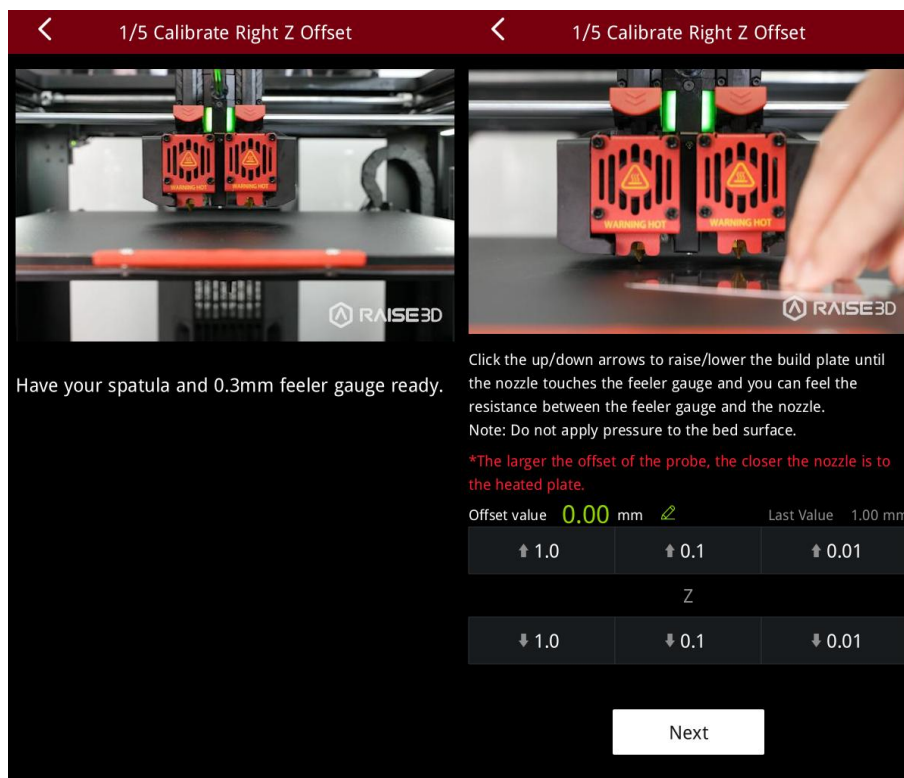 1/5 Calibrate Right Z Offset
WARNING HOT
WARNING HOT
RAISE3D
Have your spatula and 0.3mm feeler gauge ready.
1/5 Calibrate Right Z Offset
WARNING HOT
WARNING HOT
RAISE3D
Click the up/down arrows to raise/lower the build plate until
the nozzle touches the feeler gauge and you can feel the
resistance between the feeler gauge and the nozzle.
Note: Do not apply pressure to the bed surface.
*The larger the offset of the probe, the closer the nozzle is to
the heated plate.
Offset value 0.00 mm Last Value 1.00 mm
1.0 0.1 0.01
Z
1.0 0.1 0.01
Next